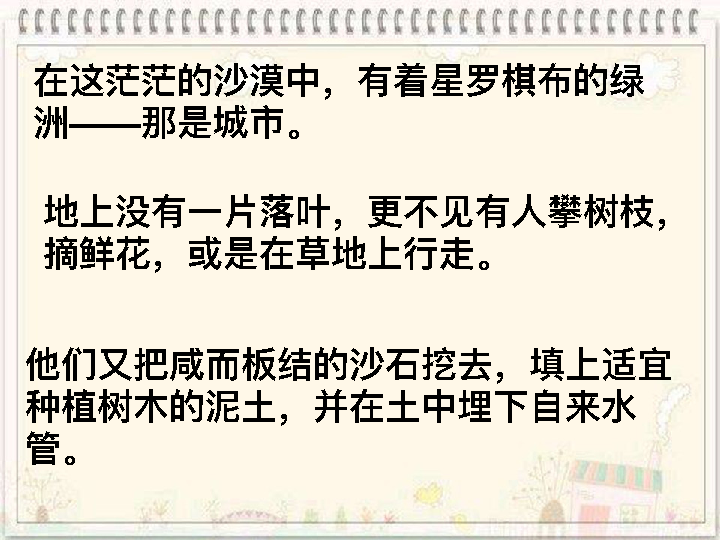 在这茫茫的沙漠中，有着星罗棋布的绿
洲——那是城市。
地上没有一片落叶，更不见有人攀树枝，
摘鲜花，或是在草地上行走。
他们又把咸而板结的沙石挖去，填上适宜
种植树木的泥土，并在土中埋下自来水
管。